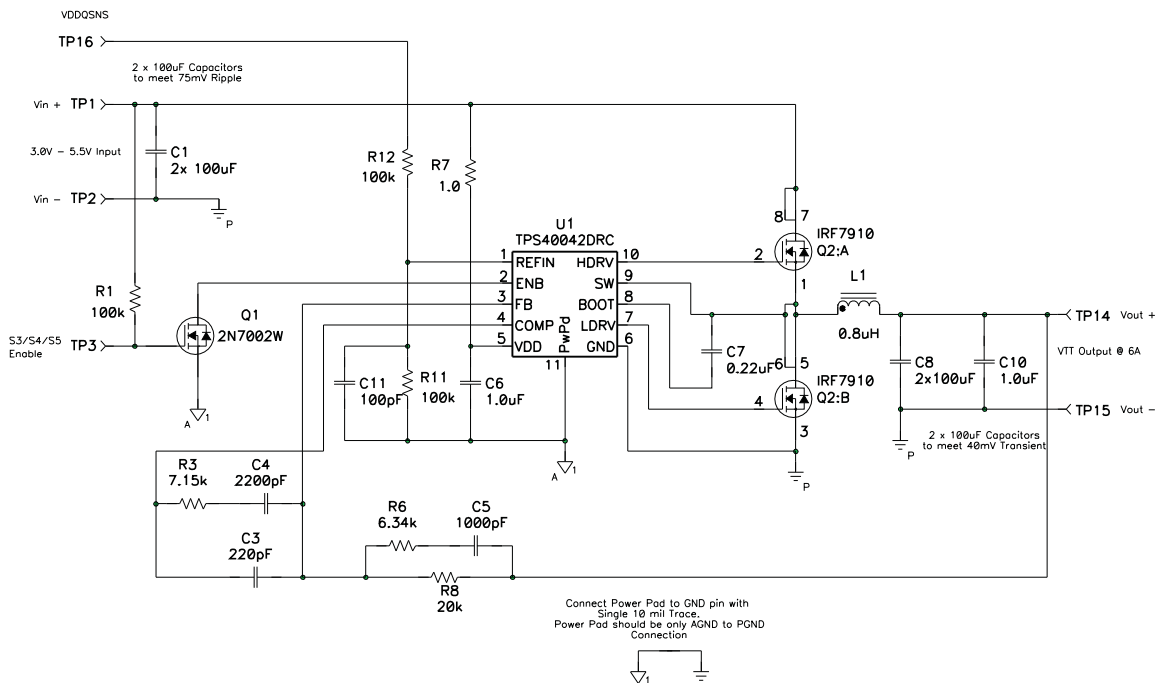 VDDQSNS
TP16
2 x 100uF Capacitors
to meet 75mV Ripple
Vin + TP1
3.0V - 5.5V Input
C1
2x 100uF
Vin - TP2
P
R12
100k
R7
1.0
U1
TPS40042DRC
1 REFIN
2 ENB
3 FB
4 COMP
5 VDD
HDRV 10
SW 9
BOOT 8
LDRV 7
GND 6
PwPd
11
8 7
IRF7910
Q2:A
2
1
L1
0.8uH
R1
100k
Q1
2N7002W
S3/S4/S5
Enable
TP3
A 1
C11
100pF
R11
100k
C6
1.0uF
C7
0.22uF
6 5
IRF7910
Q2:B
4
3
C8
2x100uF
C10
1.0uF
TP14 Vout +
VTT Output @ 6A
TP15 Vout -
P
2 x 100uF Capacitors
to meet 40mV Transient
A 1
P
R3
7.15k
C4
2200pF
C3
220pF
R6
6.34k
C5
1000pF
R8
20k
Connect Power Pad to GND pin with
Single 10 mil Trace.
Power Pad should be only AGND to PGND
Connection
1